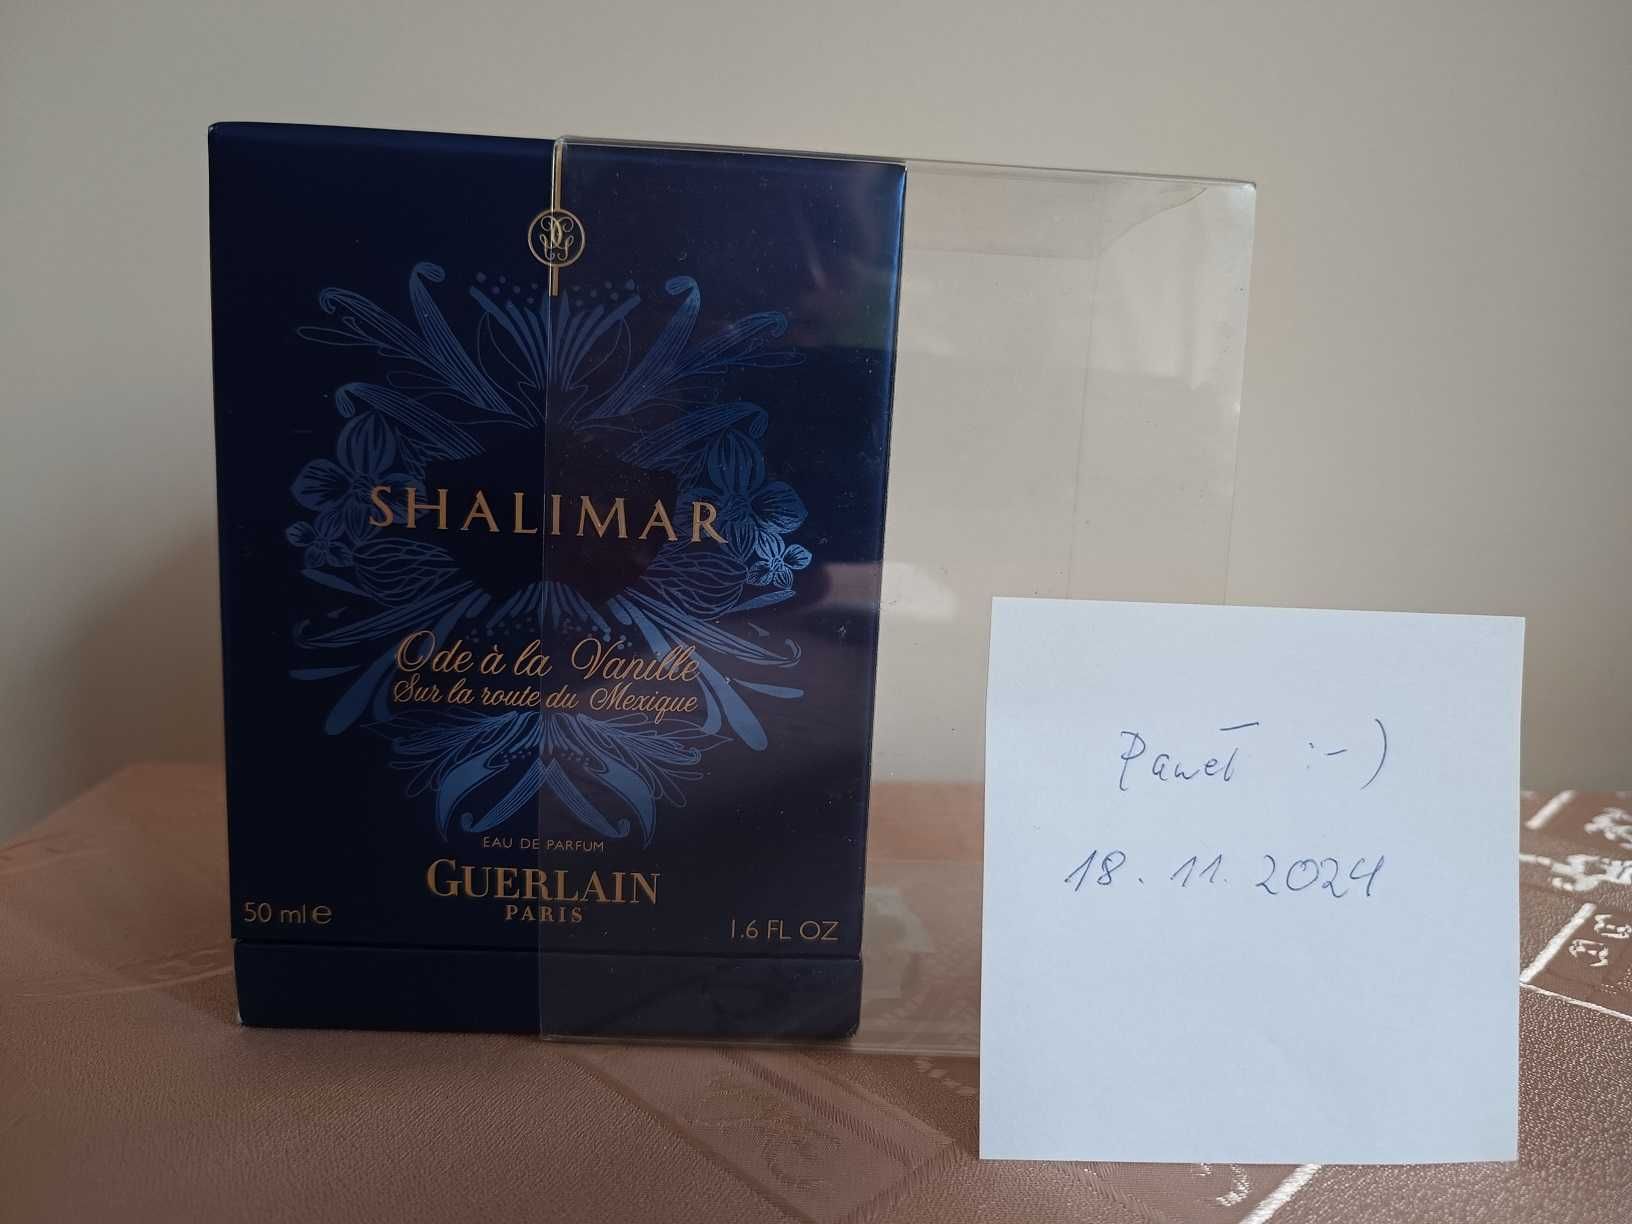 SHALIMAR
Ode à la Vanille
Sur la route du Mexique
EAU DE PARFUM
GUERLAIN
PARIS
50 ml e
1.6 FL OZ
Paweł :-)
18. 11. 2024